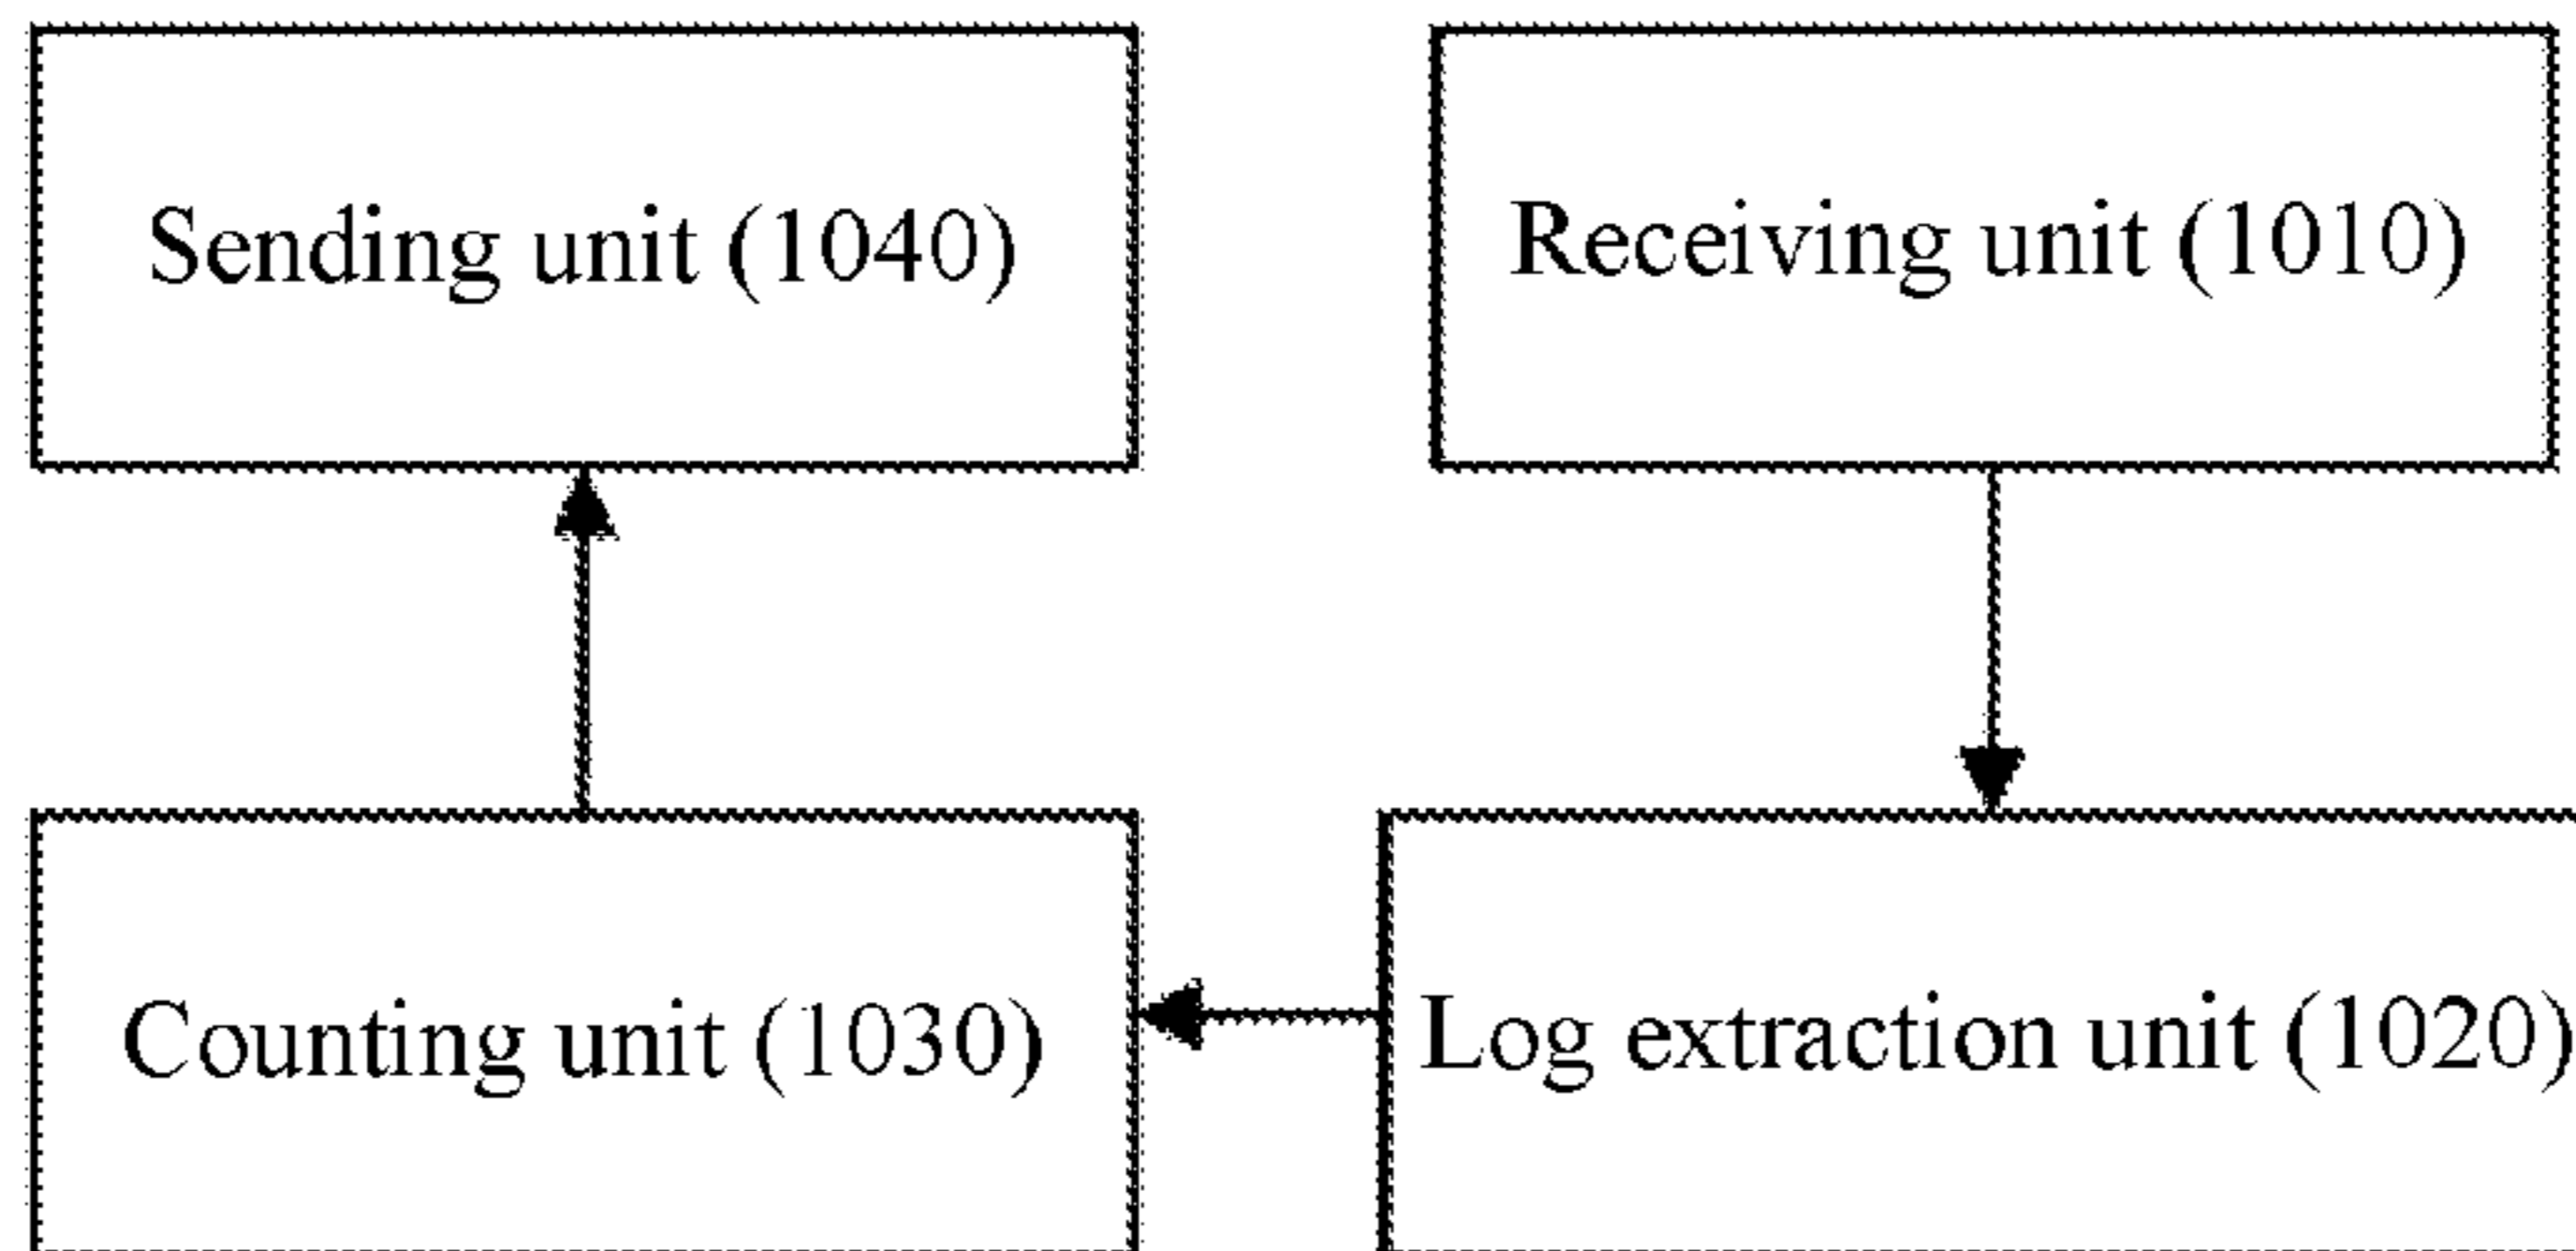 Sending unit (1040)
Receiving unit (1010)
Counting unit (1030)
Log extraction unit (1020)